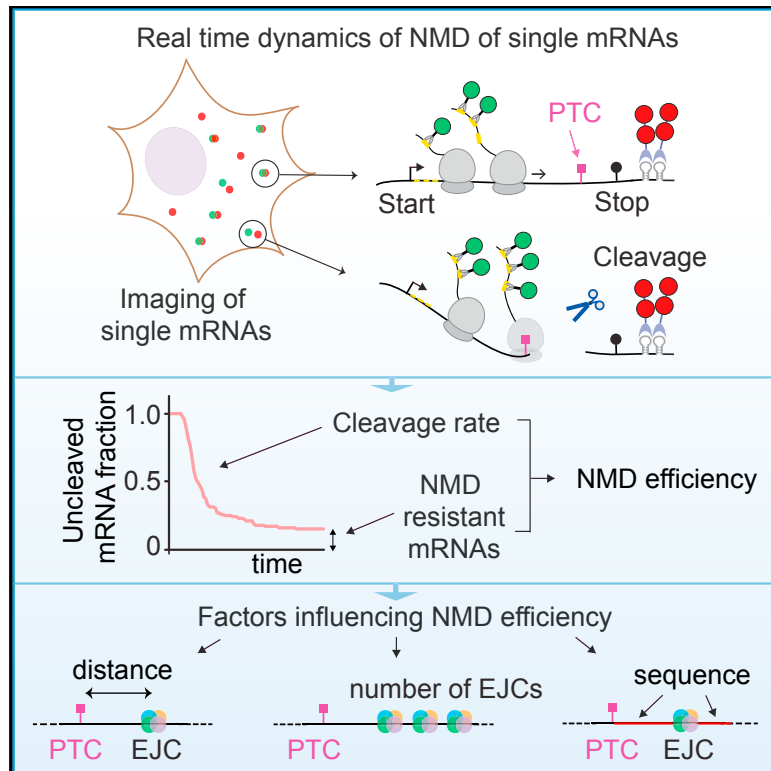 Real time dynamics of NMD of single mRNAs
PTC
Start
Stop
Imaging of
single mRNAs
Cleavage
Uncleaved
mRNA fraction
1.0
0.5
0
time
Cleavage rate
NMD
resistant
mRNAs
NMD efficiency
Factors influencing NMD efficiency
distance
PTC
EJC
number of EJCs
PTC
sequence
PTC
EJC